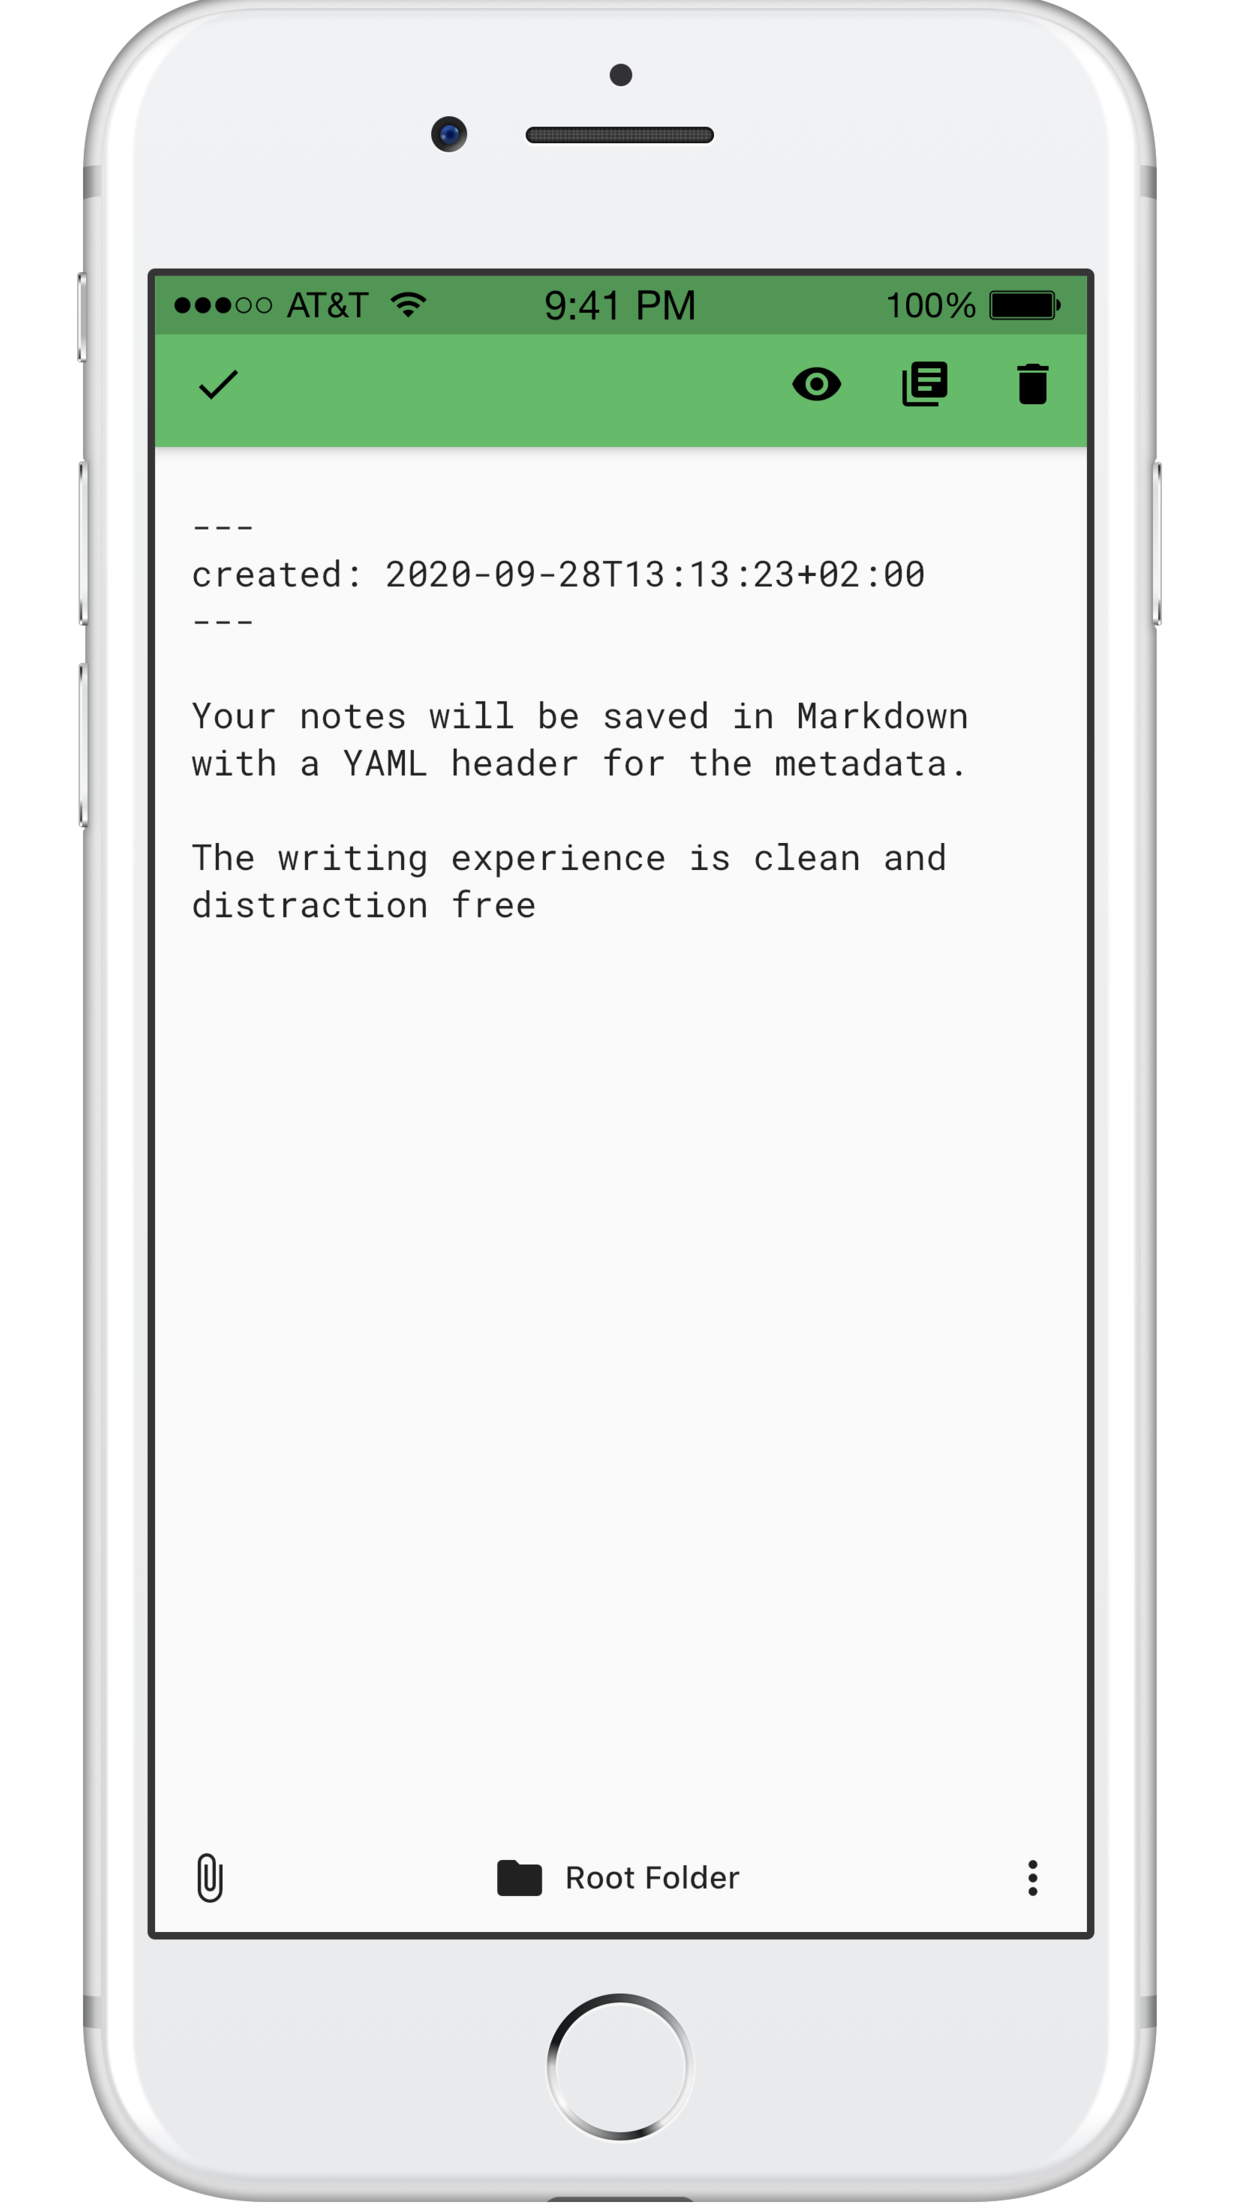 AT&T 9:41 PM 100%
---
created: 2020-09-28T13:13:23+02:00
---
Your notes will be saved in Markdown
with a YAML header for the metadata.
The writing experience is clean and
distraction free
Root Folder